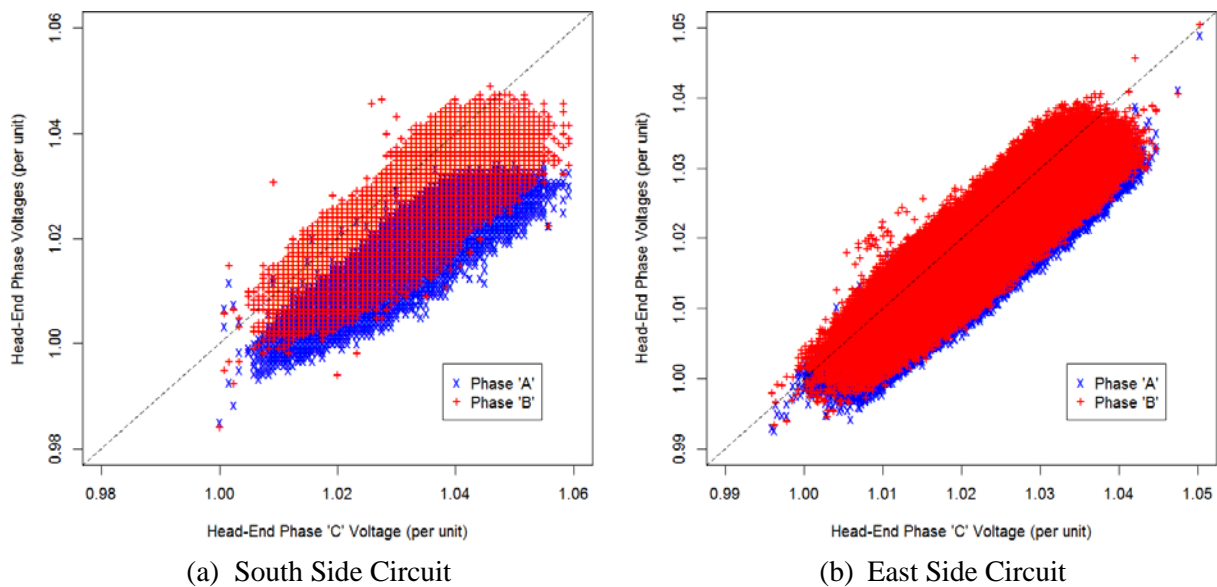 Head-End Phase Voltages (per unit)
1.06
1.04
1.02
1.00
0.98
x Phase 'A'
+ Phase 'B'
0.98 1.00 1.02 1.04 1.06
Head-End Phase 'C' Voltage (per unit)
(a) South Side Circuit
Head-End Phase Voltages (per unit)
1.05
1.04
1.03
1.02
1.01
1.00
0.99
x Phase 'A'
+ Phase 'B'
0.99 1.00 1.01 1.02 1.03 1.04 1.05
Head-End Phase 'C' Voltage (per unit)
(b) East Side Circuit